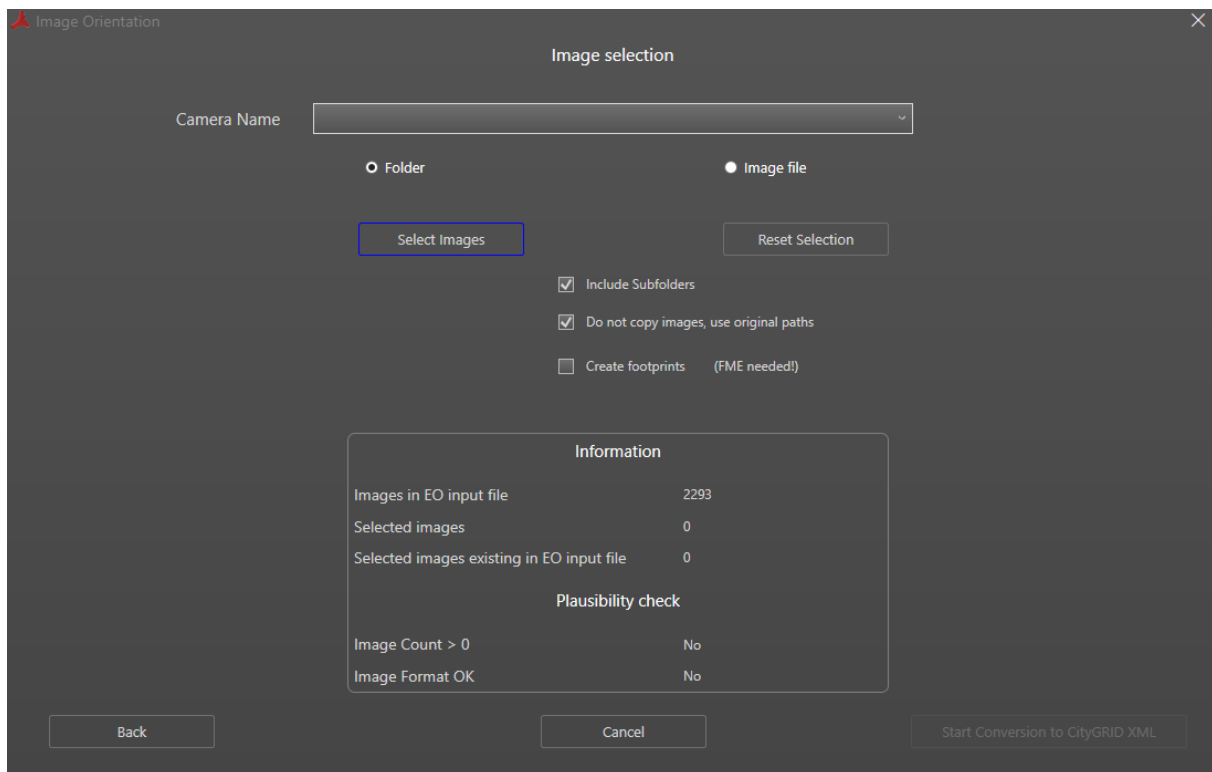 Image Orientation
Image selection
Camera Name
Folder
Image file
Select Images
Reset Selection
Include Subfolders
Do not copy images, use original paths
Create footprints (FME needed!)
Information
Images in EO input file 2293
Selected images 0
Selected images existing in EO input file 0
Plausibility check
Image Count > 0 No
Image Format OK No
Back
Cancel
Start Conversion to CityGRID XML